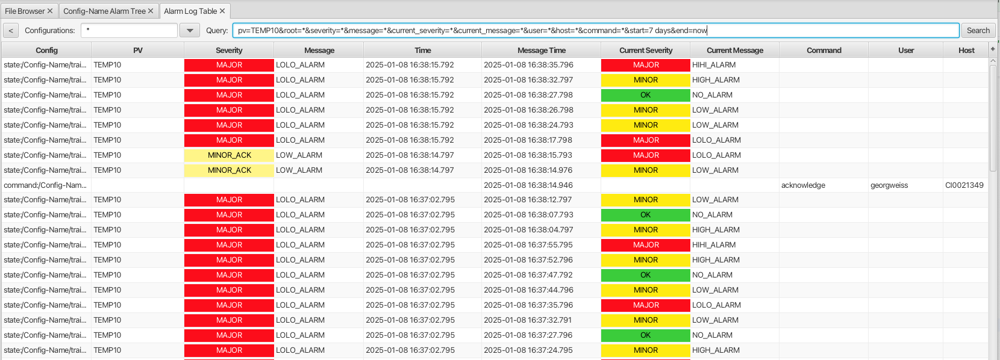 File Browser ✕ Config-Name Alarm Tree ✕ Alarm Log Table ✕
< Configurations: * Query: pv=TEMP10&root=*&severity=*&message=*&current_severity=*&current_message=*&user=*&host=*&command=*&start=7 days&end=now Search
Config PV Severity Message Time Message Time Current Severity Current Message Command User Host +
state:/Config-Name/trai... TEMP10 MAJOR LOLO_ALARM 2025-01-08 16:38:15.792 2025-01-08 16:38:35.796 MAJOR HIHI_ALARM
state:/Config-Name/trai... TEMP10 MAJOR LOLO_ALARM 2025-01-08 16:38:15.792 2025-01-08 16:38:32.797 MINOR HIGH_ALARM
state:/Config-Name/trai... TEMP10 MAJOR LOLO_ALARM 2025-01-08 16:38:15.792 2025-01-08 16:38:27.798 OK NO_ALARM
state:/Config-Name/trai... TEMP10 MAJOR LOLO_ALARM 2025-01-08 16:38:15.792 2025-01-08 16:38:26.798 MINOR LOW_ALARM
state:/Config-Name/trai... TEMP10 MAJOR LOLO_ALARM 2025-01-08 16:38:15.792 2025-01-08 16:38:24.793 MINOR LOW_ALARM
state:/Config-Name/trai... TEMP10 MAJOR LOLO_ALARM 2025-01-08 16:38:15.792 2025-01-08 16:38:17.798 MAJOR LOLO_ALARM
state:/Config-Name/trai... TEMP10 MINOR_ACK LOW_ALARM 2025-01-08 16:38:14.797 2025-01-08 16:38:15.793 MAJOR LOLO_ALARM
state:/Config-Name/trai... TEMP10 MINOR_ACK LOW_ALARM 2025-01-08 16:38:14.797 2025-01-08 16:38:14.976 MINOR LOW_ALARM
command:/Config-Nam... 2025-01-08 16:38:14.946 acknowledge georgweiss CI0021349
state:/Config-Name/trai... TEMP10 MAJOR LOLO_ALARM 2025-01-08 16:37:02.795 2025-01-08 16:38:12.797 MINOR LOW_ALARM
state:/Config-Name/trai... TEMP10 MAJOR LOLO_ALARM 2025-01-08 16:37:02.795 2025-01-08 16:38:07.793 OK NO_ALARM
state:/Config-Name/trai... TEMP10 MAJOR LOLO_ALARM 2025-01-08 16:37:02.795 2025-01-08 16:38:04.797 MINOR HIGH_ALARM
state:/Config-Name/trai... TEMP10 MAJOR LOLO_ALARM 2025-01-08 16:37:02.795 2025-01-08 16:37:55.795 MAJOR HIHI_ALARM
state:/Config-Name/trai... TEMP10 MAJOR LOLO_ALARM 2025-01-08 16:37:02.795 2025-01-08 16:37:52.796 MINOR HIGH_ALARM
state:/Config-Name/trai... TEMP10 MAJOR LOLO_ALARM 2025-01-08 16:37:02.795 2025-01-08 16:37:47.792 OK NO_ALARM
state:/Config-Name/trai... TEMP10 MAJOR LOLO_ALARM 2025-01-08 16:37:02.795 2025-01-08 16:37:44.796 MINOR LOW_ALARM
state:/Config-Name/trai... TEMP10 MAJOR LOLO_ALARM 2025-01-08 16:37:02.795 2025-01-08 16:37:35.796 MAJOR LOLO_ALARM
state:/Config-Name/trai... TEMP10 MAJOR LOLO_ALARM 2025-01-08 16:37:02.795 2025-01-08 16:37:32.791 MINOR LOW_ALARM
state:/Config-Name/trai... TEMP10 MAJOR LOLO_ALARM 2025-01-08 16:37:02.795 2025-01-08 16:37:27.796 OK NO_ALARM
state:/Config-Name/trai... TEMP10 MAJOR LOLO_ALARM 2025-01-08 16:37:02.795 2025-01-08 16:37:24.795 MINOR HIGH_ALARM